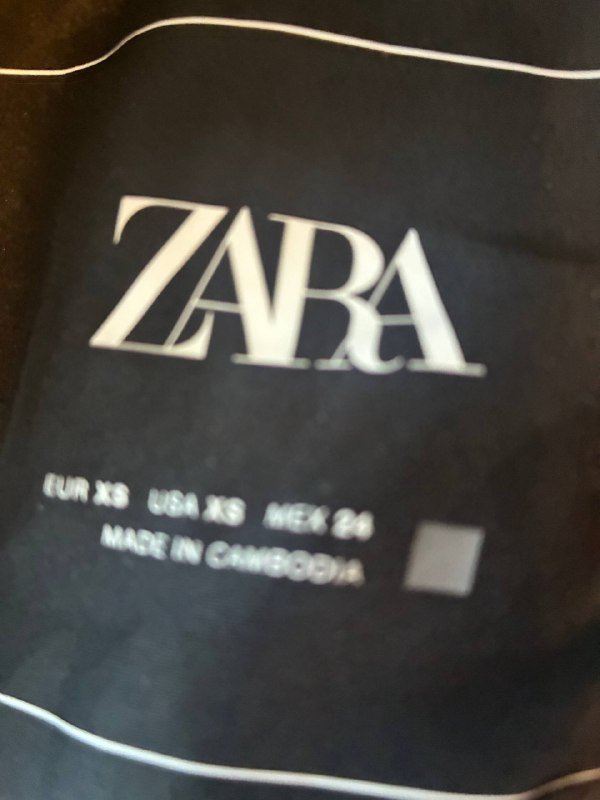 ZARA
EUR XS USA XS MEX 24
MADE IN CAMBODIA